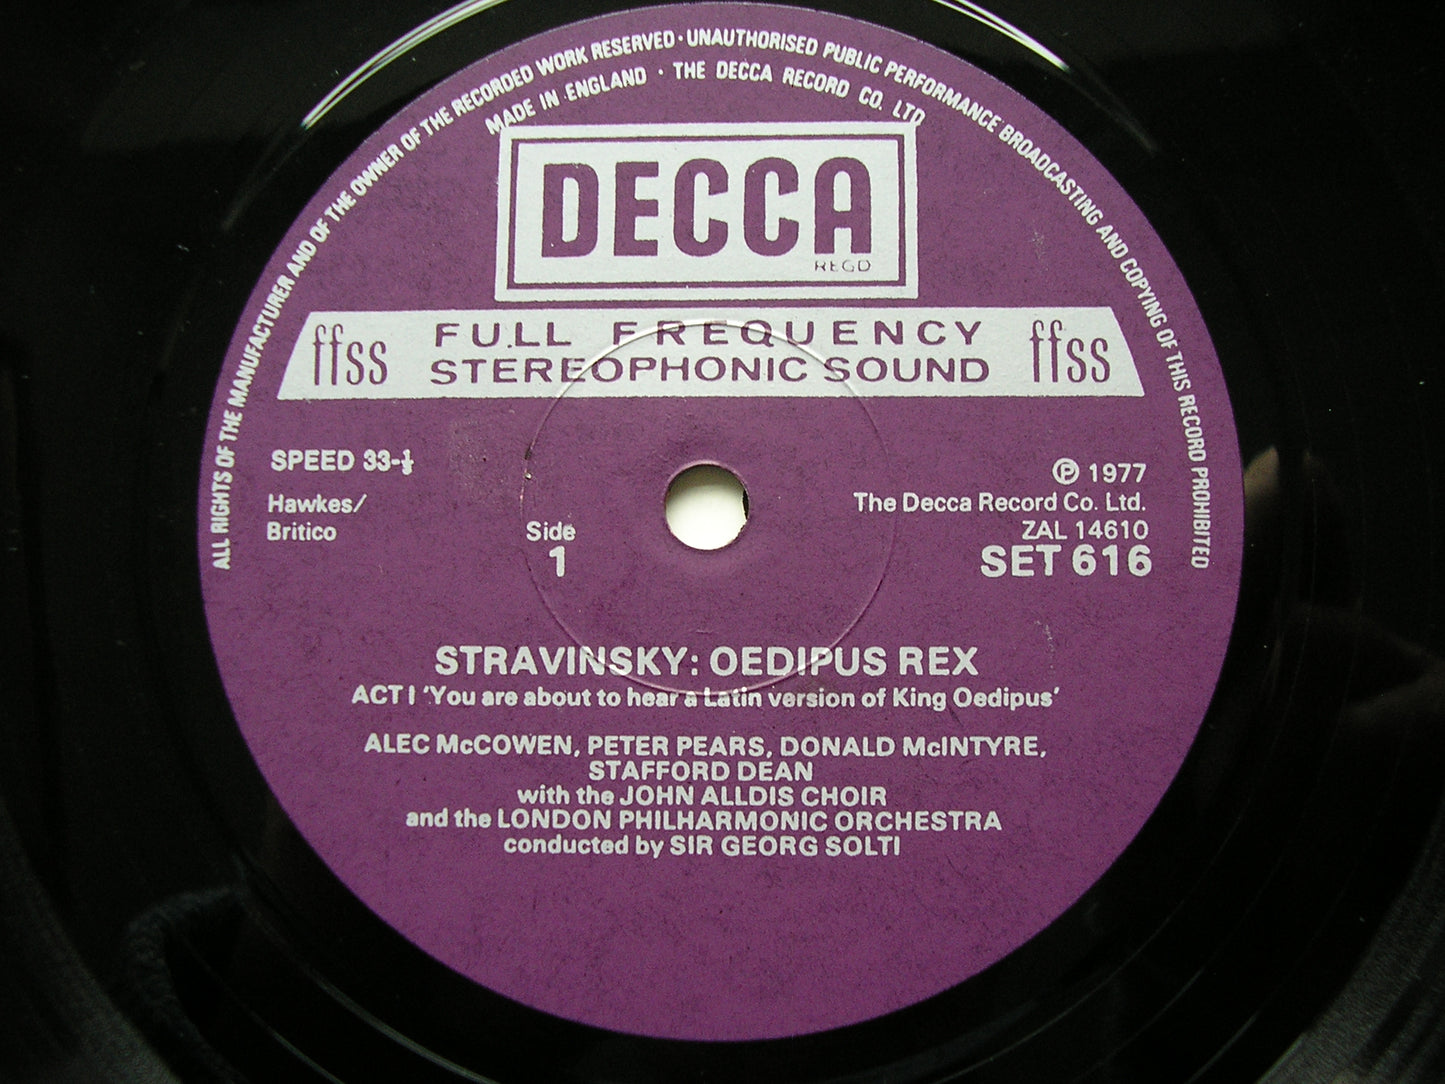 ALL RIGHTS OF THE MANUFACTURER AND OF THE OWNER OF THE RECORDED WORK RESERVED · UNAUTHORISED PUBLIC PERFORMANCE BROADCASTING AND COPYING OF THIS RECORD PROHIBITED
MADE IN ENGLAND · THE DECCA RECORD CO. LTD
DECCA
REGD
ffss FULL FREQUENCY ffss
STEREOPHONIC SOUND
SPEED 33-⅓
Ⓟ 1977
Hawkes/
The Decca Record Co. Ltd.
Britico
Side
ZAL 14610
1
SET 616
STRAVINSKY: OEDIPUS REX
ACT I 'You are about to hear a Latin version of King Oedipus'
ALEC McCOWEN, PETER PEARS, DONALD McINTYRE,
STAFFORD DEAN
with the JOHN ALLDIS CHOIR
and the LONDON PHILHARMONIC ORCHESTRA
conducted by SIR GEORG SOLTI